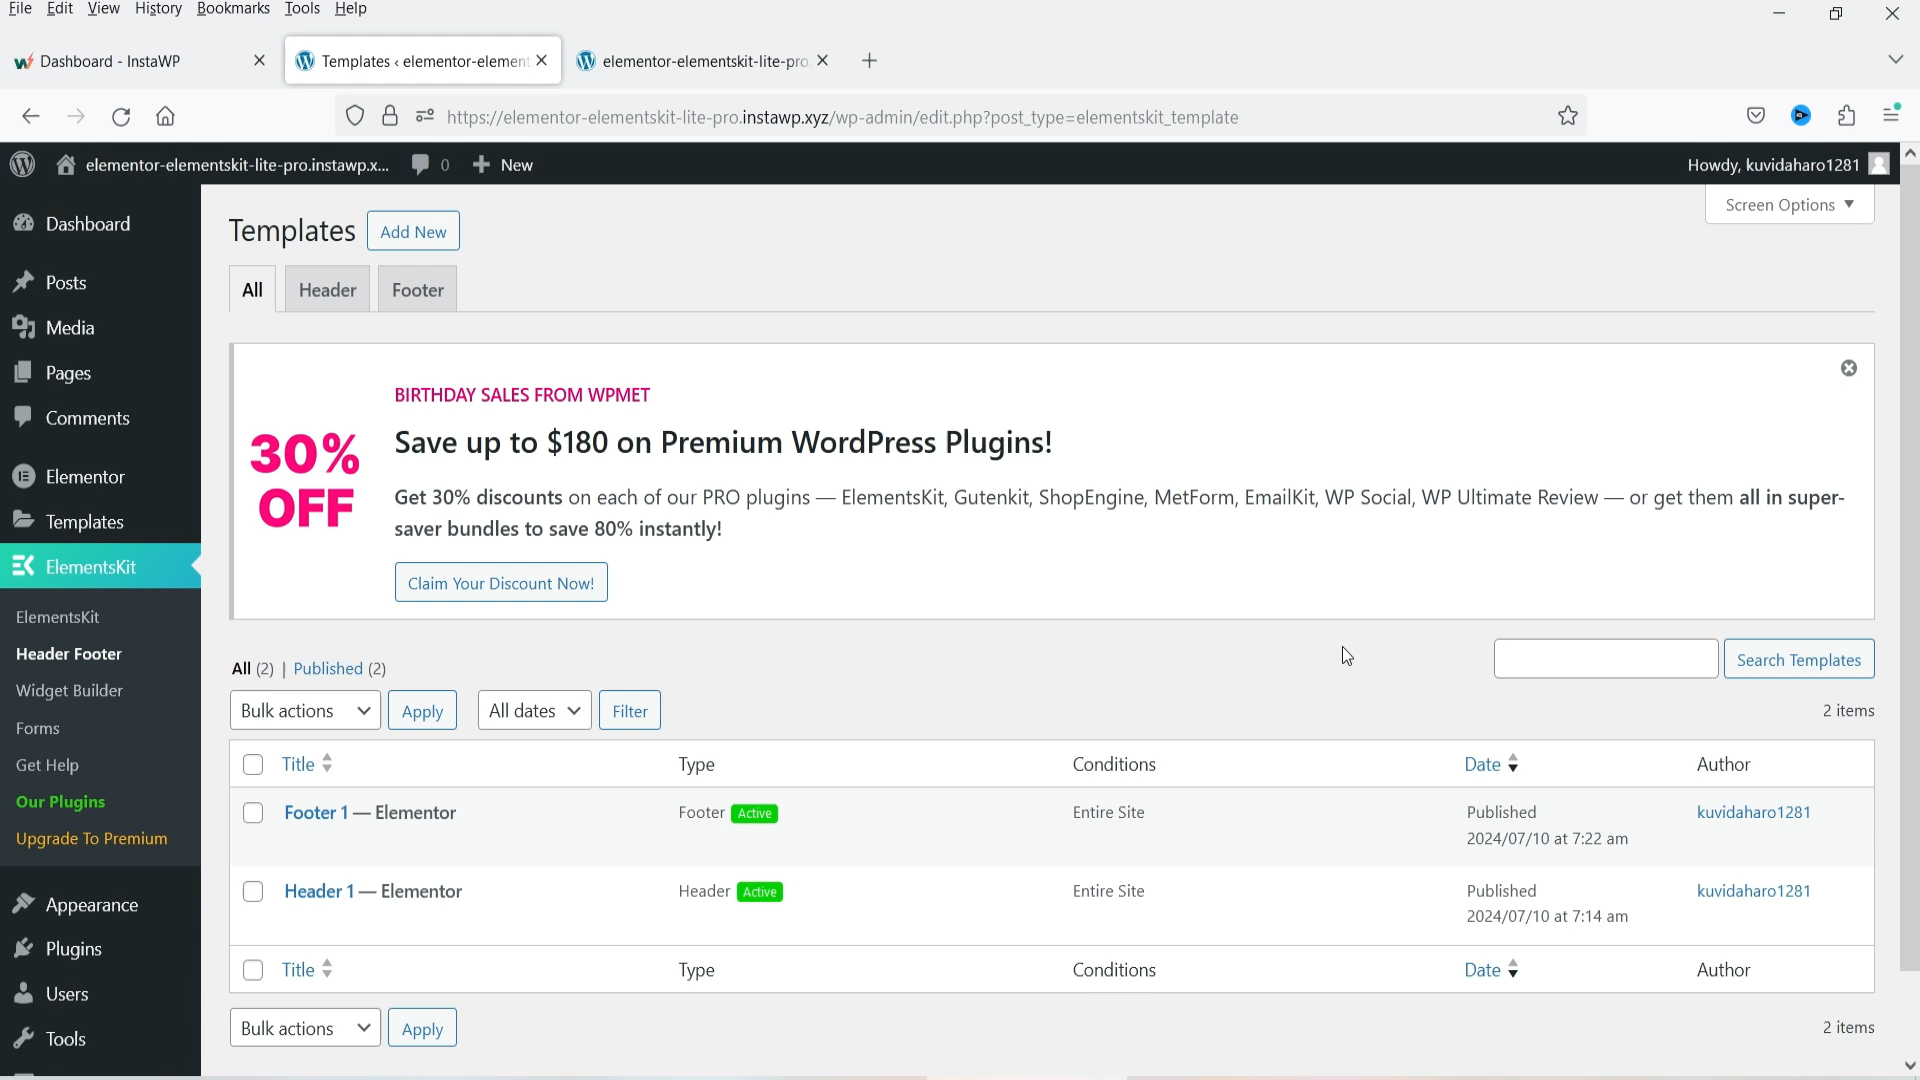 File Edit View History Bookmarks Tools Help
Dashboard - InstaWP
Templates ‹ elementor-element
elementor-elementskit-lite-pro.
https://elementor-elementskit-lite-pro.instawp.xyz/wp-admin/edit.php?post_type=elementskit_template
elementor-elementskit-lite-pro.instawp.x... 0 New
Howdy, kuvidaharo1281
Screen Options
Dashboard
Posts
Media
Pages
Comments
Elementor
Templates
ElementsKit
ElementsKit
Header Footer
Widget Builder
Forms
Get Help
Our Plugins
Upgrade To Premium
Appearance
Plugins
Users
Tools
Templates Add New
All Header Footer
30%
OFF
BIRTHDAY SALES FROM WPMET
Save up to $180 on Premium WordPress Plugins!
Get 30% discounts on each of our PRO plugins — ElementsKit, Gutenkit, ShopEngine, MetForm, EmailKit, WP Social, WP Ultimate Review — or get them all in super-
saver bundles to save 80% instantly!
Claim Your Discount Now!
All (2) | Published (2)
Search Templates
Bulk actions Apply All dates Filter
2 items
Title Type Conditions Date Author
Footer 1 — Elementor Footer Active Entire Site Published kuvidaharo1281
2024/07/10 at 7:22 am
Header 1 — Elementor Header Active Entire Site Published kuvidaharo1281
2024/07/10 at 7:14 am
Title Type Conditions Date Author
Bulk actions Apply
2 items